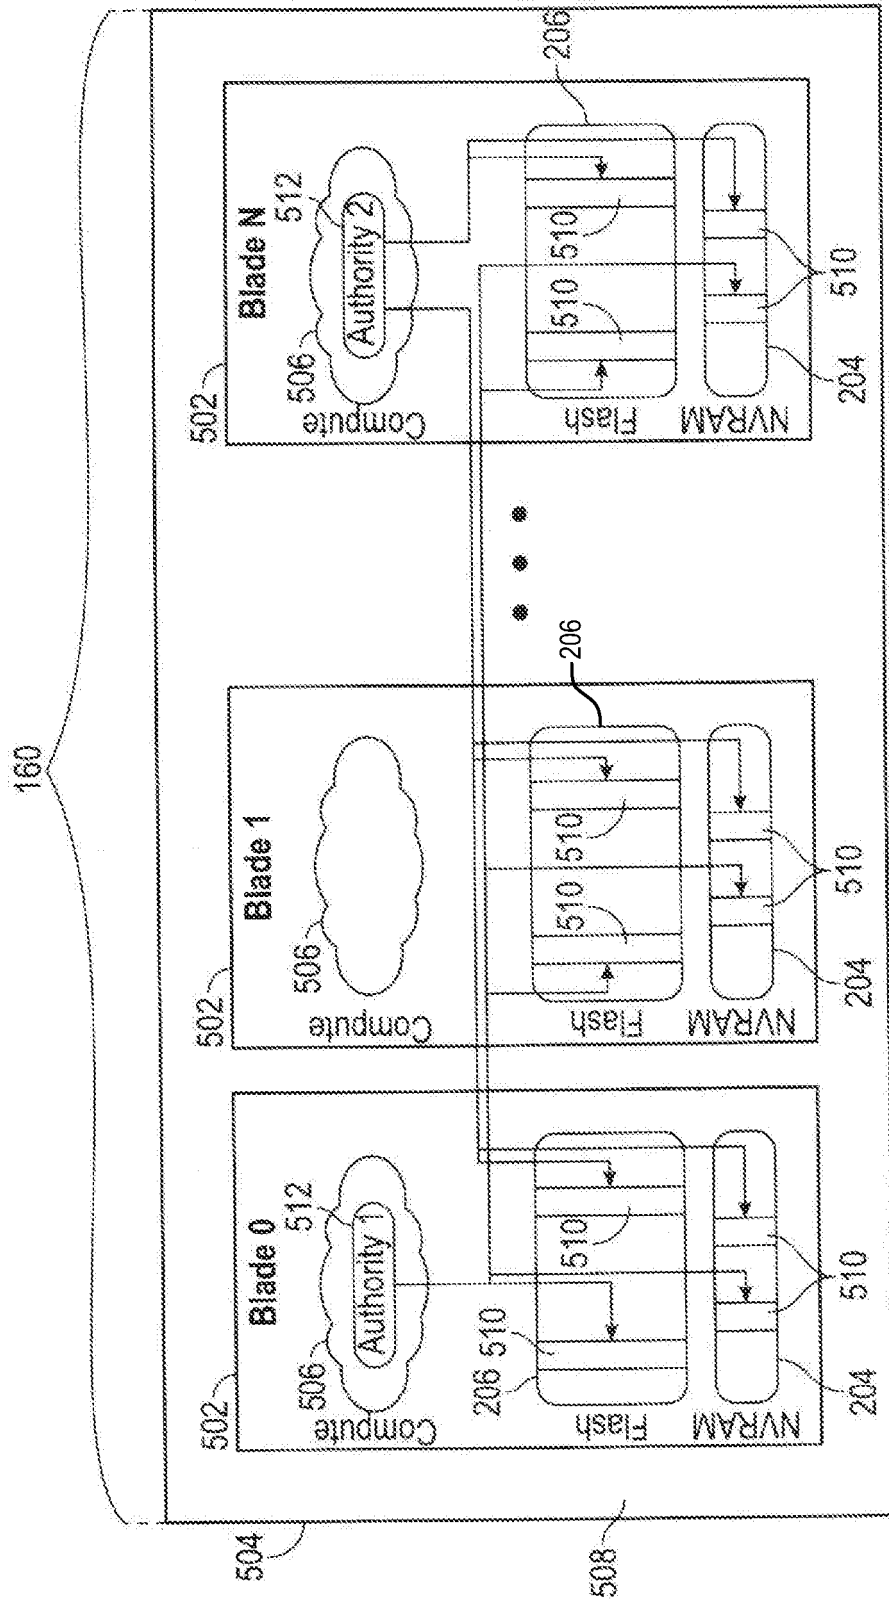 160
504
508
502
Blade 0
506
512
Authority 1
Compute
206
510
510
Flash
NVRAM
204
510
502
Blade 1
506
Compute
206
510
510
Flash
NVRAM
204
510
502
Blade N
506
512
Authority 2
Compute
206
510
510
Flash
NVRAM
204
510